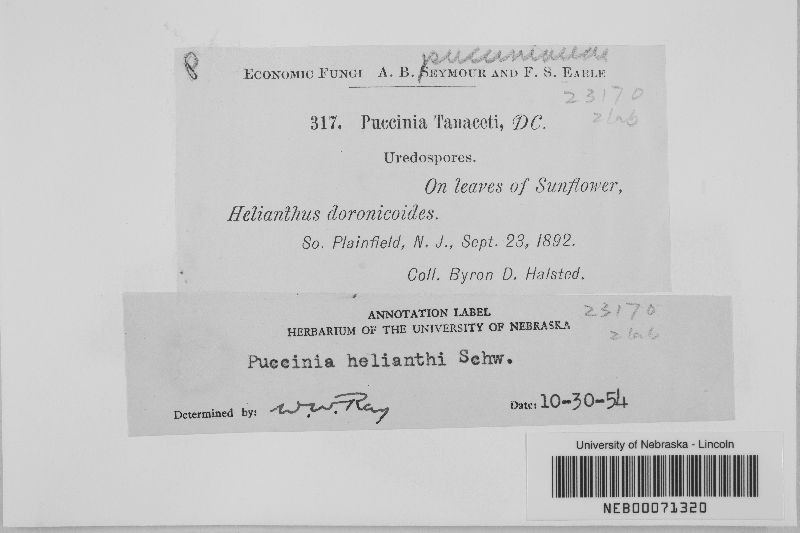 pucciniaceae
8
ECONOMIC FUNGI A. B. SEYMOUR AND F. S. EARLE
23170
317. Puccinia Tanaceti, DC.
Uredospores.
On leaves of Sunflower,
Helianthus doronicoides.
So. Plainfield, N. J., Sept. 23, 1892.
Coll. Byron D. Halsted.
ANNOTATION LABEL
23170
HERBARIUM OF THE UNIVERSITY OF NEBRASKA
Puccinia helianthi Schw.
Determined by: W.W. Ray Date: 10-30-54
University of Nebraska - Lincoln
NEB00071320